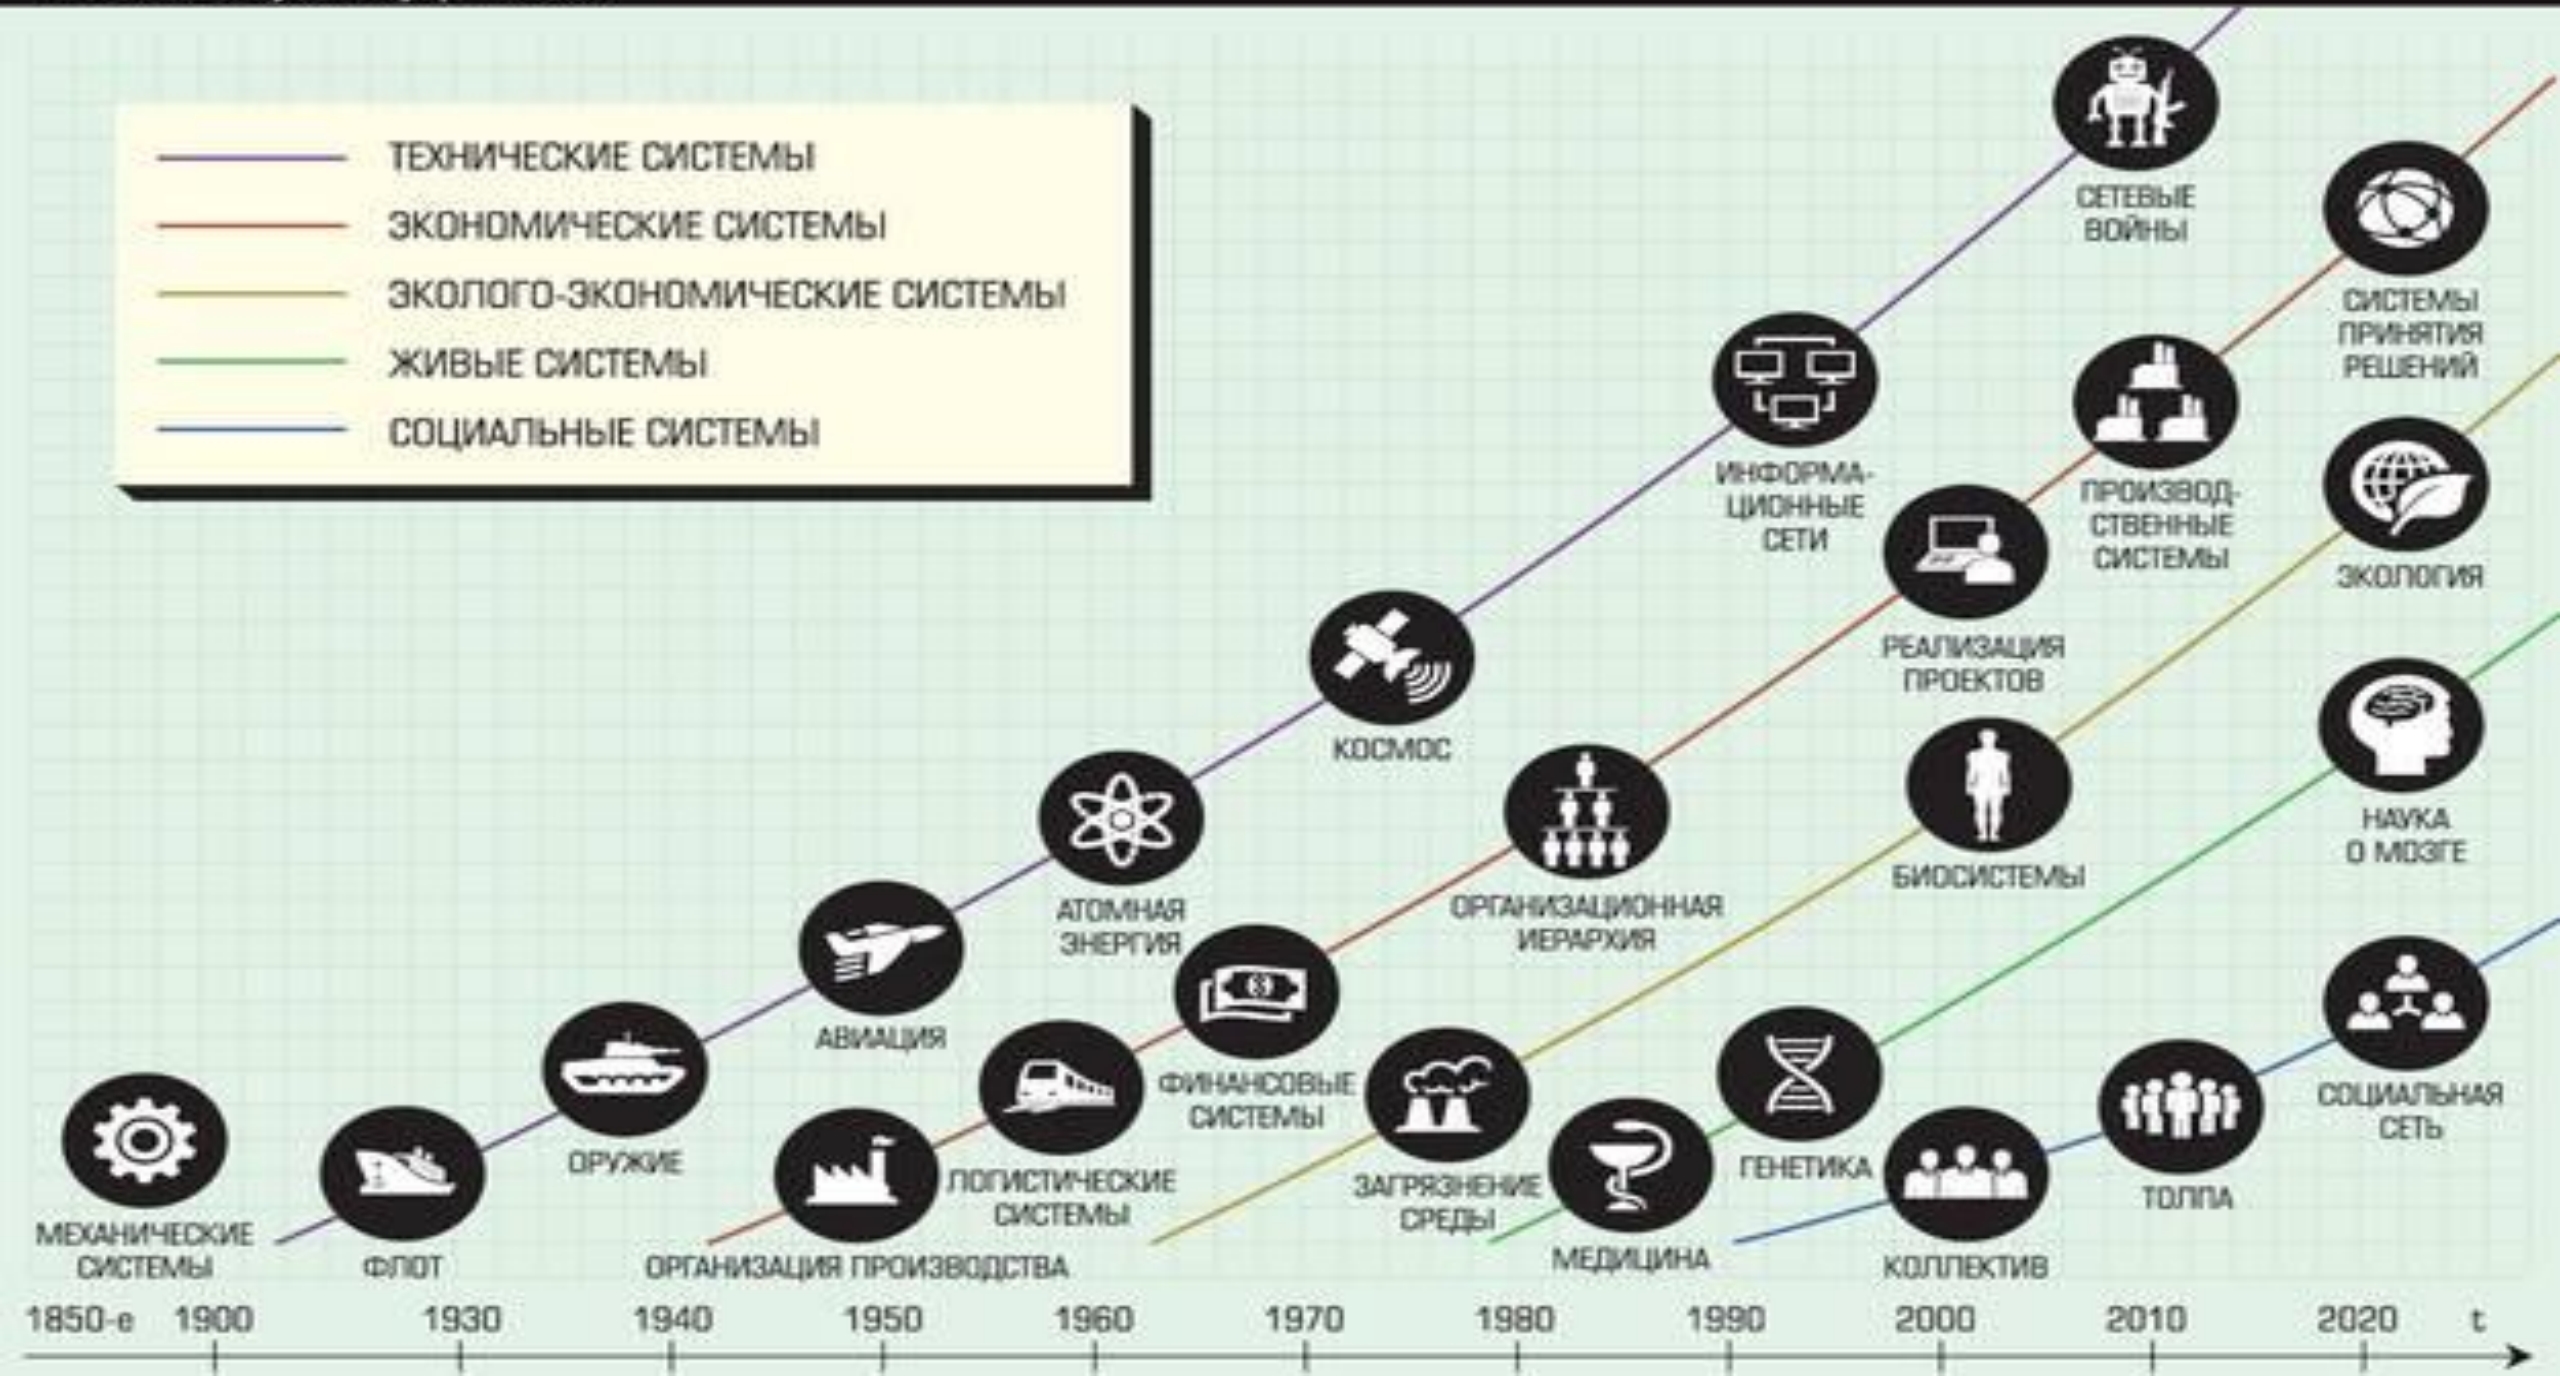 ТЕХНИЧЕСКИЕ СИСТЕМЫ
ЭКОНОМИЧЕСКИЕ СИСТЕМЫ
ЭКОЛОГО-ЭКОНОМИЧЕСКИЕ СИСТЕМЫ
ЖИВЫЕ СИСТЕМЫ
СОЦИАЛЬНЫЕ СИСТЕМЫ
СЕТЕВЫЕ
ВОЙНЫ
СИСТЕМЫ
ПРИНЯТИЯ
РЕШЕНИЙ
ИНФОРМА-
ЦИОННЫЕ
СЕТИ
ПРОИЗВОД-
СТВЕННЫЕ
СИСТЕМЫ
ЭКОЛОГИЯ
РЕАЛИЗАЦИЯ
ПРОЕКТОВ
КОСМОС
НАУКА
О МОЗГЕ
БИОСИСТЕМЫ
АТОМНАЯ
ЭНЕРГИЯ
ОРГАНИЗАЦИОННАЯ
ИЕРАРХИЯ
АВИАЦИЯ
ФИНАНСОВЫЕ
СИСТЕМЫ
СОЦИАЛЬНАЯ
СЕТЬ
ОРУЖИЕ
ЛОГИСТИЧЕСКИЕ
СИСТЕМЫ
ЗАГРЯЗНЕНИЕ
СРЕДЫ
ГЕНЕТИКА
ТОЛПА
МЕХАНИЧЕСКИЕ
СИСТЕМЫ
ФЛОТ
ОРГАНИЗАЦИЯ ПРОИЗВОДСТВА
МЕДИЦИНА
КОЛЛЕКТИВ
1850-е 1900 1930 1940 1950 1960 1970 1980 1990 2000 2010 2020 t